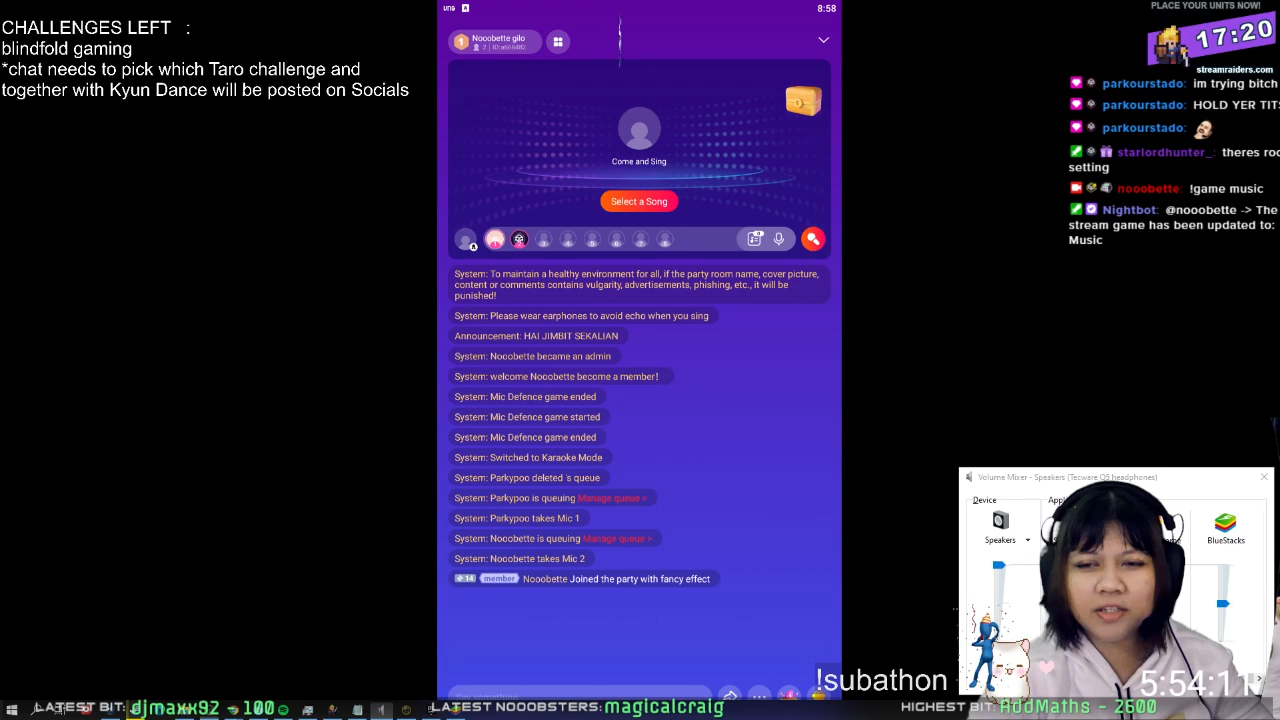 CHALLENGES LEFT :
blindfold gaming
*chat needs to pick which Taro challenge and
together with Kyun Dance will be posted on Socials
8:58
Nooobette gilo
Come and Sing
Select a Song
System: To maintain a healthy environment for all, if the party room name, cover picture,
content or comments contains vulgarity, advertisements, phishing, etc., it will be
punished!
System: Please wear earphones to avoid echo when you sing
Announcement: HAI JIMBIT SEKALIAN
System: Nooobette became an admin
System: welcome Nooobette become a member!
System: Mic Defence game ended
System: Mic Defence game started
System: Mic Defence game ended
System: Switched to Karaoke Mode
System: Parkypoo deleted 's queue
System: Parkypoo is queuing Manage queue >
System: Parkypoo takes Mic 1
System: Nooobette is queuing Manage queue >
System: Nooobette takes Mic 2
14 member Nooobette Joined the party with fancy effect
PLACE YOUR UNITS NOW!
17:20
streamraiders.com
parkourstado: im trying bitch
parkourstado: HOLD YER TIT
parkourstado:
starlordhunter_: theres
setting
nooobette: !game music
Nightbot: @nooobette -> The
stream game has been updated to:
Music
Volume Mixer - Speakers (Tecware Q5 headphones)
Device
Speakers
BlueStacks
!subathon
5:54:11
LATEST BIT: djmaxx92 - 100
LATEST NOOOBSTERS: magicalcraig
HIGHEST BIT: AddMaths - 2600